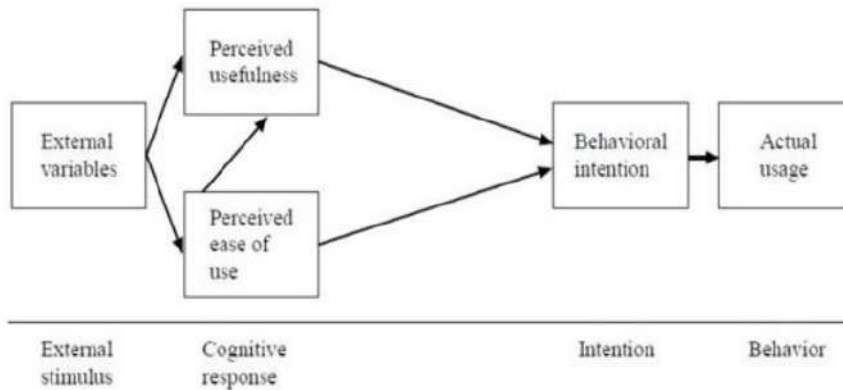 Perceived
usefulness
External
variables
Perceived
ease of
use
Behavioral
intention
Actual
usage
External
stimulus
Cognitive
response
Intention
Behavior